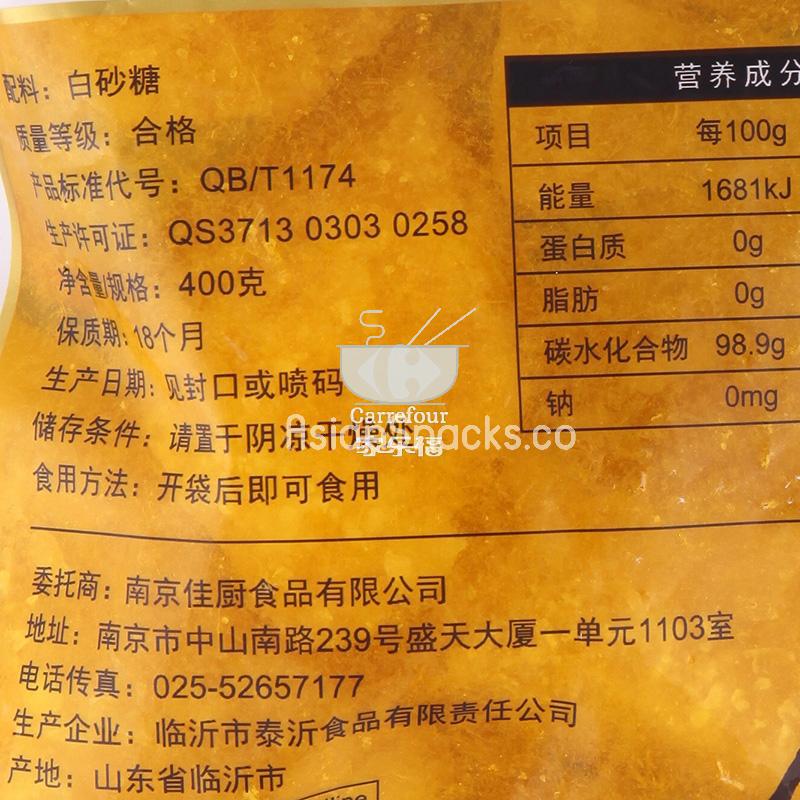 配料：白砂糖
质量等级：合格
产品标准代号：QB/T1174
生产许可证：QS3713 0303 0258
净含量/规格：400克
保质期：18个月
生产日期：见封口或喷码
储存条件：请置于阴凉干燥处
食用方法：开袋后即可食用
营养成分
项目 每100g
能量 1681kJ
蛋白质 0g
脂肪 0g
碳水化合物 98.9g
钠 0mg
Carrefour
家乐福
Asiansnacks.co
委托商：南京佳厨食品有限公司
地址：南京市中山南路239号盛天大厦一单元1103室
电话传真：025-52657177
生产企业：临沂市泰沂食品有限责任公司
产地：山东省临沂市